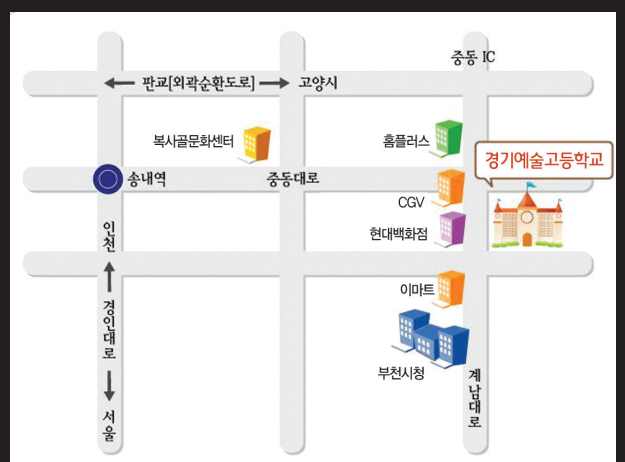 중동 IC
판교[외곽순환도로]
고양시
복사골문화센터
홈플러스
경기예술고등학교
송내역
중동대로
CGV
현대백화점
인천
이마트
경인대로
부천시청
계남대로
서울